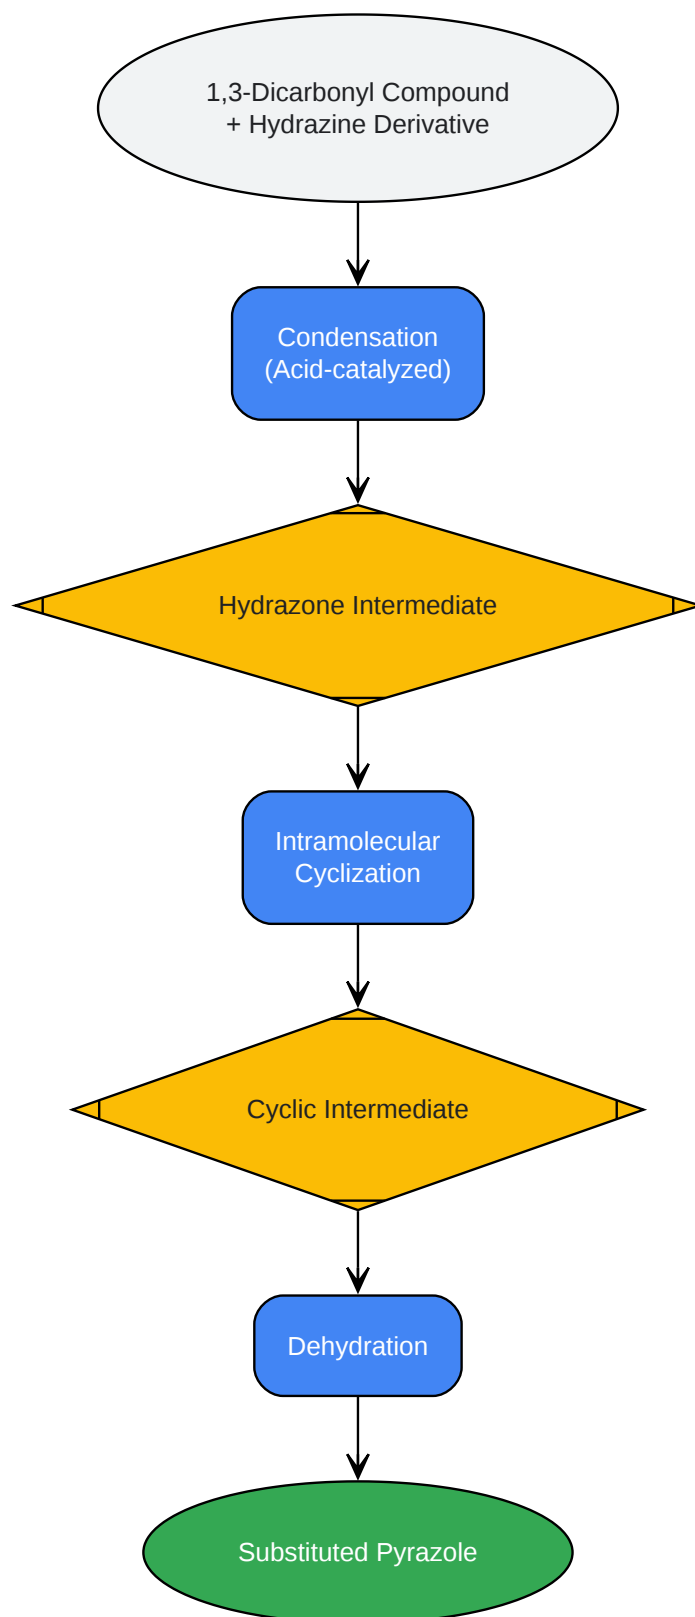 1,3-Dicarbonyl Compound
+ Hydrazine Derivative
Condensation
(Acid-catalyzed)
Hydrazone Intermediate
Intramolecular
Cyclization
Cyclic Intermediate
Dehydration
Substituted Pyrazole